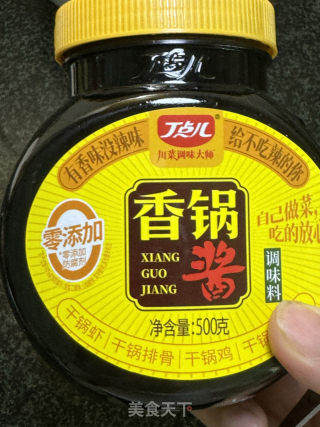 丁点儿
川菜调味大师
有香味没辣味
给不吃辣的你
零添加
零添加
防腐剂
香锅
XIANG
GUO
JIANG
酱
自己做菜,
吃的放心
调味料
净含量:500克
干锅虾
干锅排骨
干锅鸡
干锅
美食天下